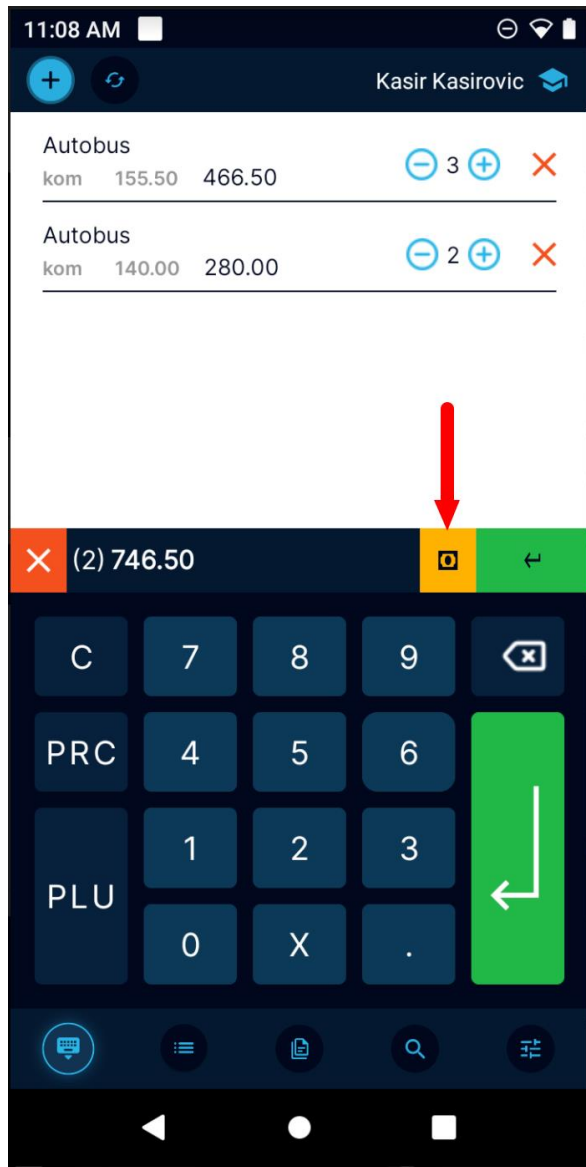 11:08 AM
Kasir Kasirovic
Autobus
kom 155.50 466.50 3
Autobus
kom 140.00 280.00 2
(2) 746.50
C 7 8 9
PRC 4 5 6
1 2 3
PLU
0 X .